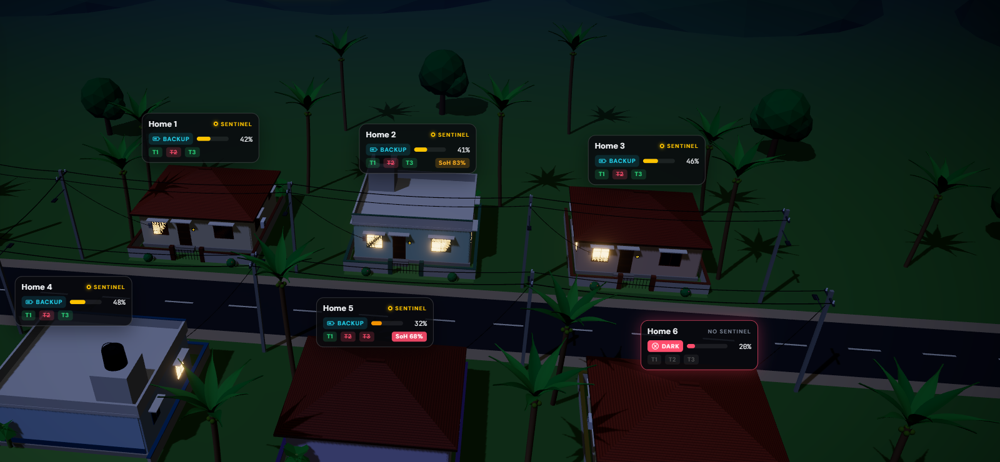 Home 1 SENTINEL
BACKUP 42%
T1 T2 T3
Home 2 SENTINEL
BACKUP 41%
T1 T2 T3 SoH 83%
Home 3 SENTINEL
BACKUP 46%
T1 T2 T3
Home 4 SENTINEL
BACKUP 48%
T1 T2 T3
Home 5 SENTINEL
BACKUP 32%
T1 T2 T3 SoH 68%
Home 6 NO SENTINEL
DARK 20%
T1 T2 T3